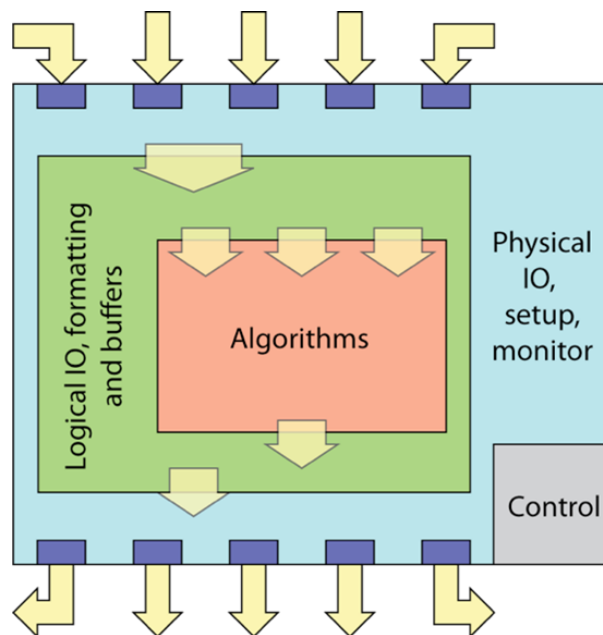 Logical IO, formatting
and buffers
Algorithms
Physical
IO,
setup,
monitor
Control